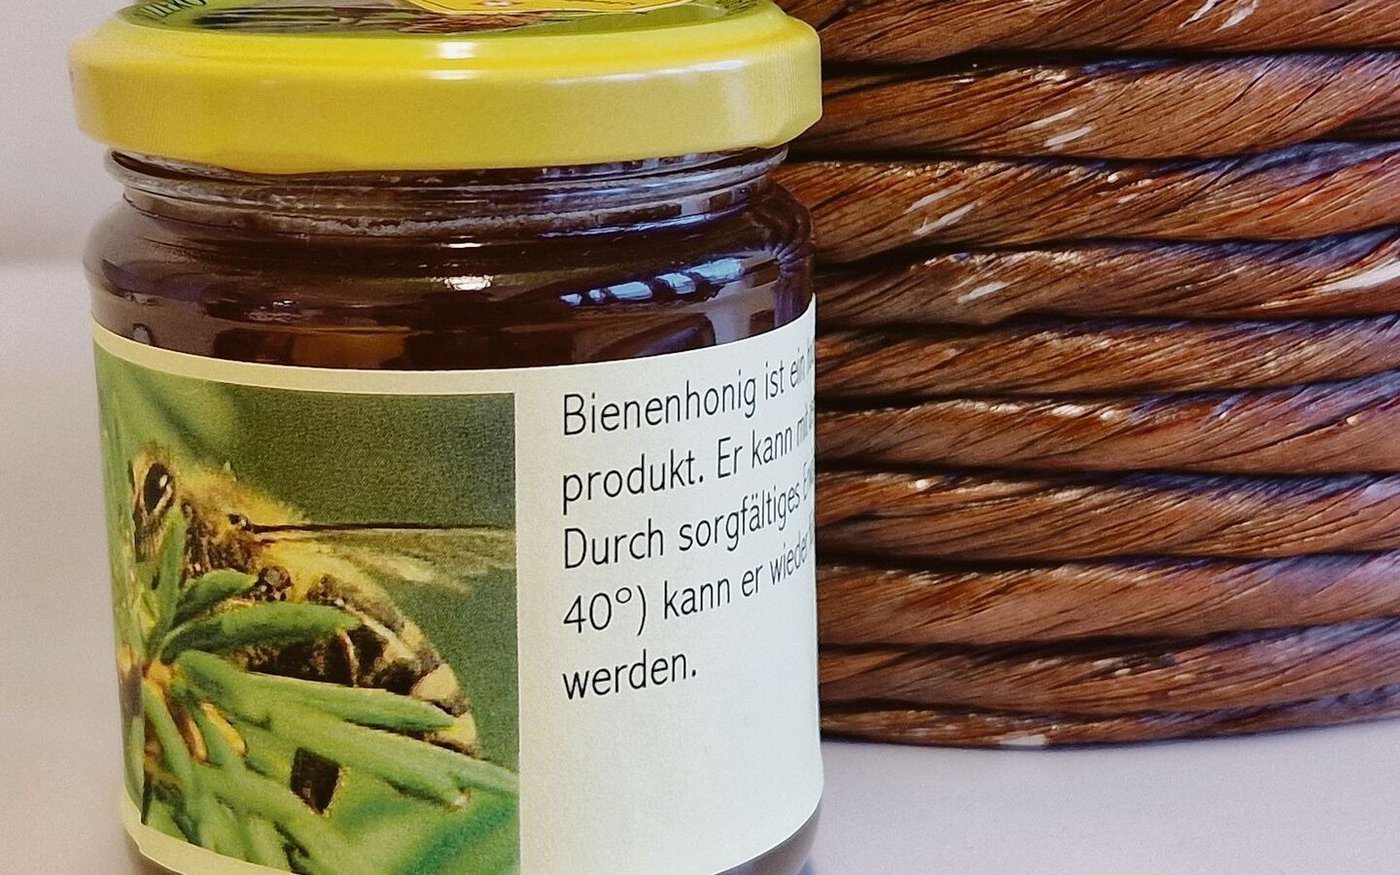 Bienenhonig ist ein
produkt. Er kann mit
Durch sorgfältiges
40°) kann er wieder
werden.